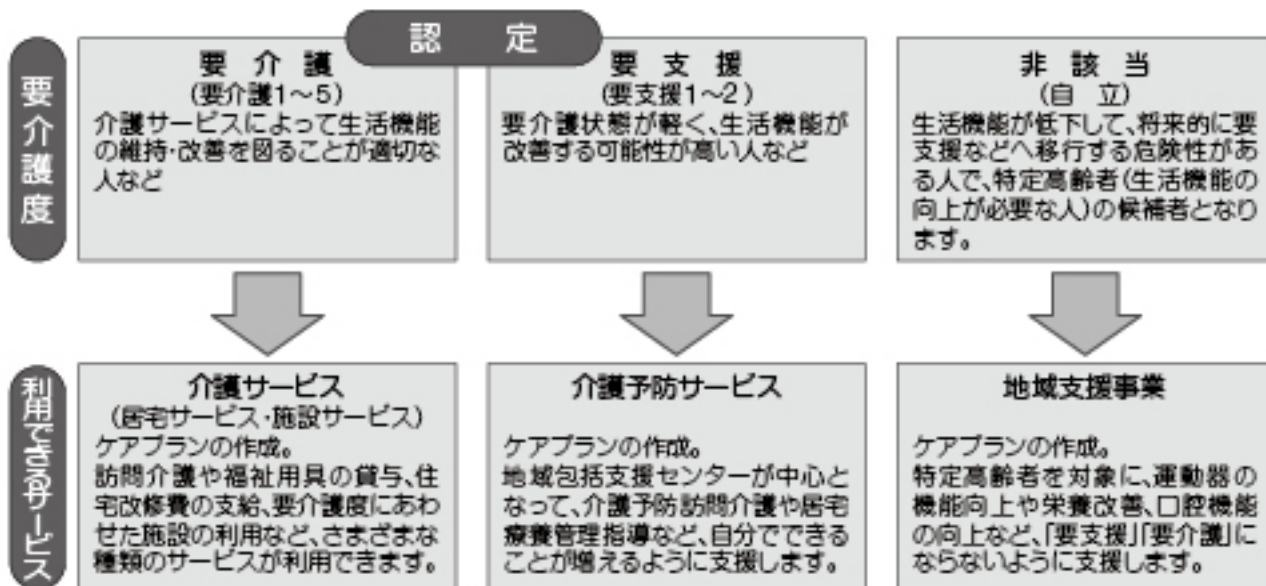 認定
要介護度
要介護
(要介護1〜5)
介護サービスによって生活機能
の維持・改善を図ることが適切な
人など
要支援
(要支援1〜2)
要介護状態が軽く、生活機能が
改善する可能性が高い人など
非該当
(自立)
生活機能が低下して、将来的に要
支援などへ移行する危険性があ
る人で、特定高齢者(生活機能の
向上が必要な人)の候補者となり
ます。
利用できるサービス
介護サービス
(居宅サービス・施設サービス)
ケアプランの作成。
訪問介護や福祉用具の貸与、住
宅改修費の支給、要介護度にあわ
せた施設の利用など、さまざまな
種類のサービスが利用できます。
介護予防サービス
ケアプランの作成。
地域包括支援センターが中心と
なって、介護予防訪問介護や居宅
療養管理指導など、自分でできる
ことが増えるように支援します。
地域支援事業
ケアプランの作成。
特定高齢者を対象に、運動器の
機能向上や栄養改善、口腔機能
の向上など、「要支援」「要介護」に
ならないように支援します。